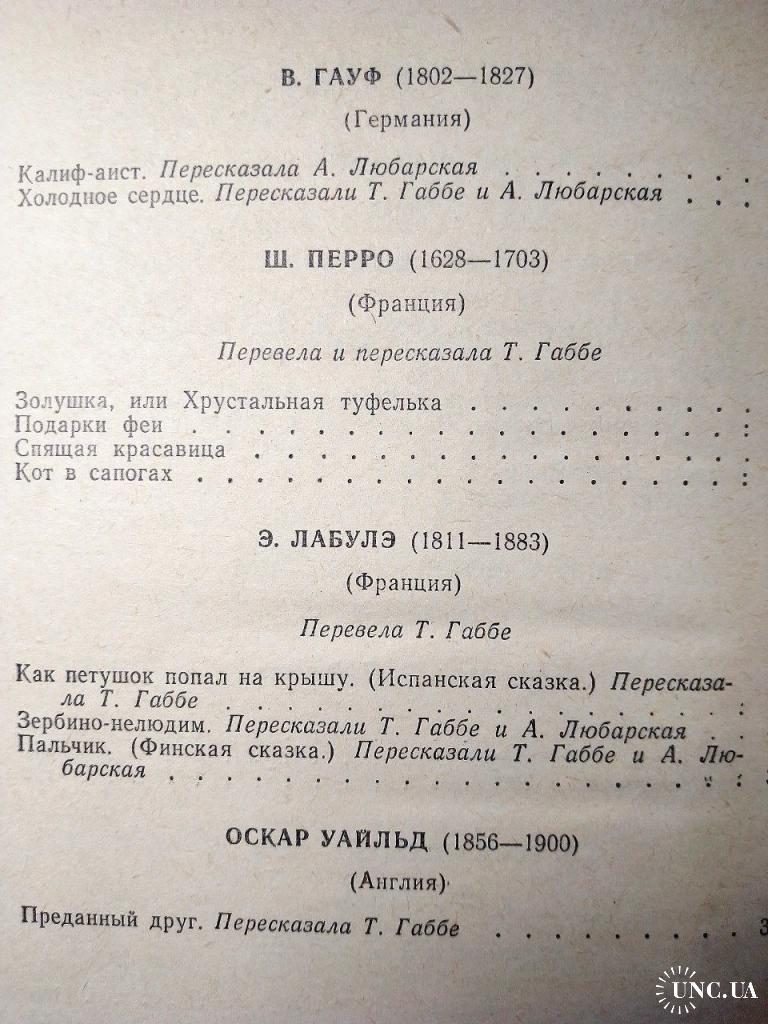 В. ГАУФ (1802—1827)
(Германия)
Калиф-аист. Пересказала А. Любарская . . . . . . . . .
Холодное сердце. Пересказали Т. Габбе и А. Любарская . . .
Ш. ПЕРРО (1628—1703)
(Франция)
Перевела и пересказала Т. Габбе
Золушка, или Хрустальная туфелька . . . . . . . . . .
Подарки феи . . . . . . . . . . . . . . . . . .
Спящая красавица . . . . . . . . . . . . . . . .
Кот в сапогах . . . . . . . . . . . . . . . . . .
Э. ЛАБУЛЭ (1811—1883)
(Франция)
Перевела Т. Габбе
Как петушок попал на крышу. (Испанская сказка.) Пересказа-
ла Т. Габбе . . . . . . . . . . . . . . . . .
Зербино-нелюдим. Пересказали Т. Габбе и А. Любарская . .
Пальчик. (Финская сказка.) Пересказали Т. Габбе и А. Лю-
барская . . . . . . . . . . . . . . . . . . .
ОСКАР УАЙЛЬД (1856—1900)
(Англия)
Преданный друг. Пересказала Т. Габбе . . . . . . . . . 3
UNC.UA